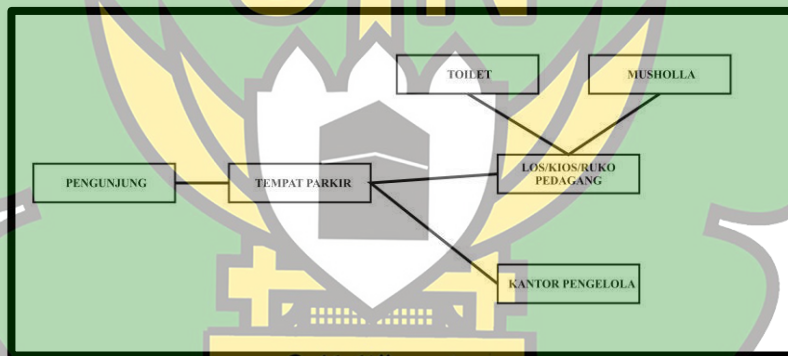 TOILET
MUSHOLLA
PENGUNJUNG
TEMPAT PARKIR
LOS/KIOS/RUKO
PEDAGANG
KANTOR PENGELOLA